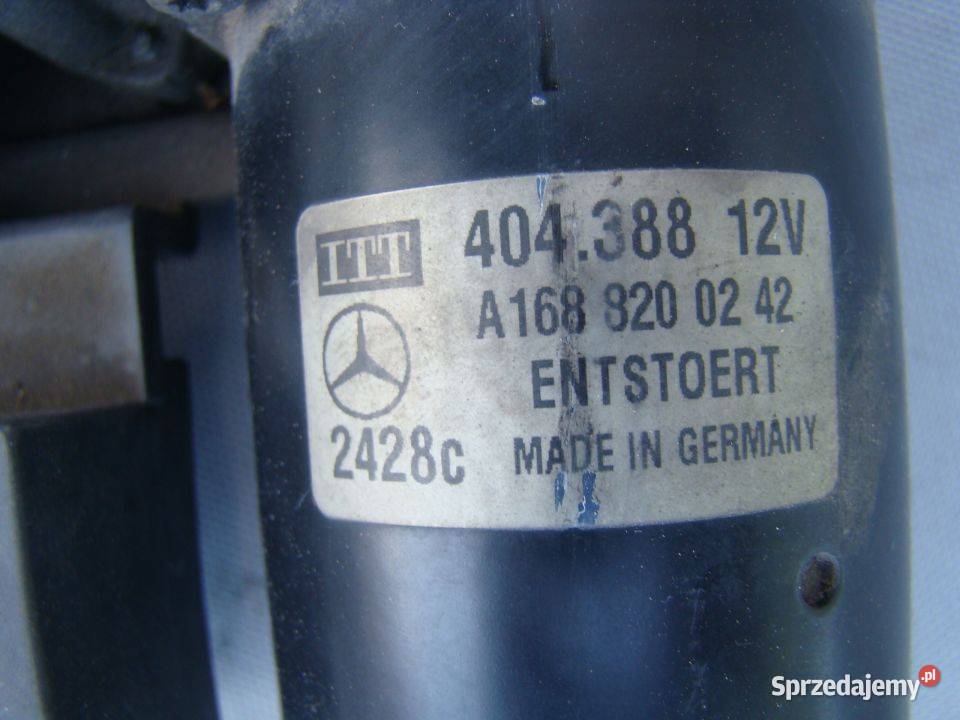 ITT 404.388 12V
A168 820 02 42
ENTSTOERT
2428C MADE IN GERMANY
Sprzedajemy.pl